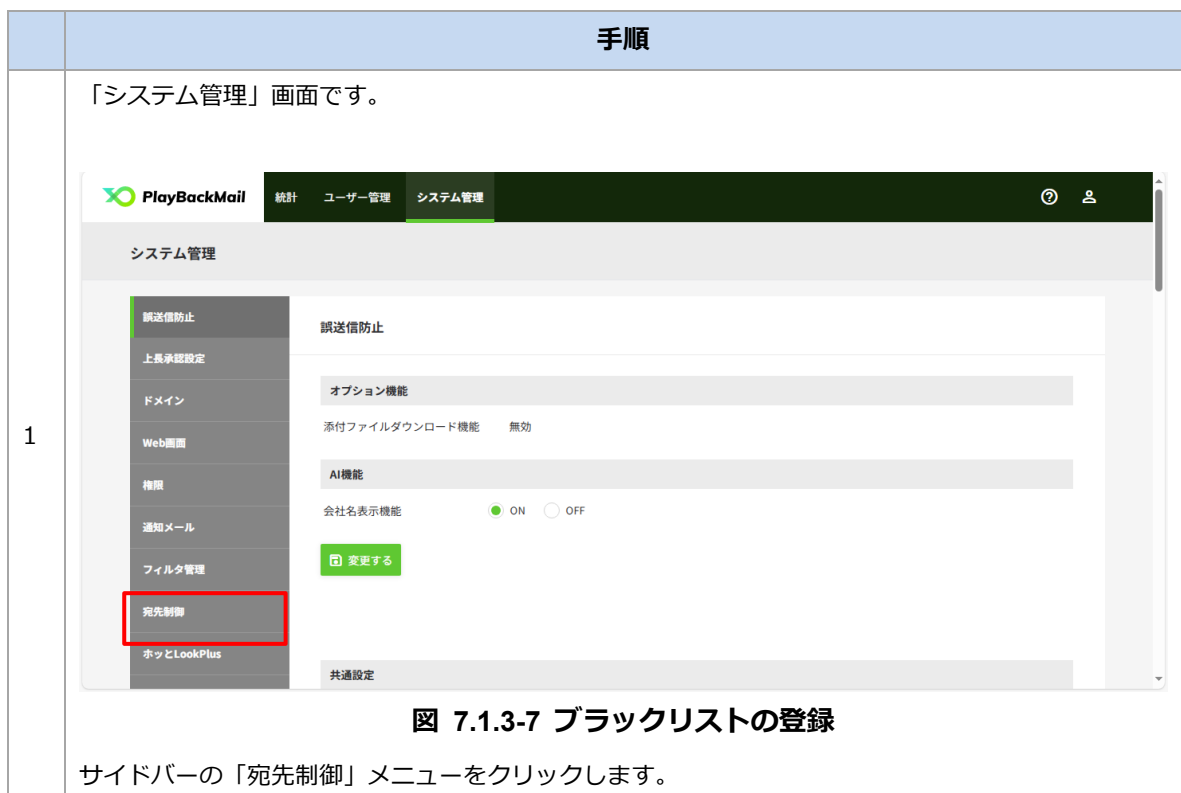 手順
「システム管理」画面です。
PlayBackMail 統計 ユーザー管理 システム管理
システム管理
誤送信防止
上長承認設定
ドメイン
Web画面
権限
通知メール
フィルタ管理
宛先制御
ホッとLookPlus
誤送信防止
オプション機能
添付ファイルダウンロード機能 無効
AI機能
会社名表示機能 ON OFF
変更する
共通設定
1
図 7.1.3-7 ブラックリストの登録
サイドバーの「宛先制御」メニューをクリックします。